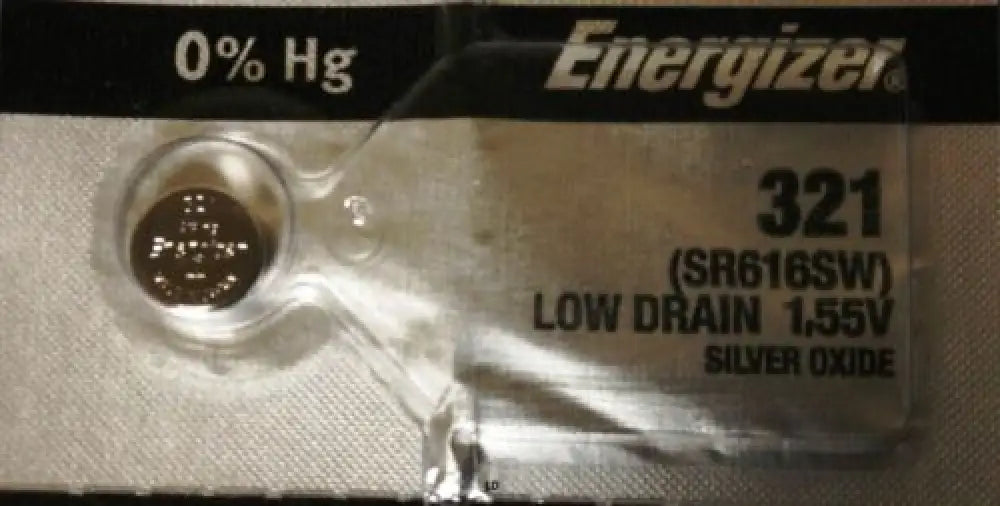 0% Hg
Energizer®
321
(SR616SW)
LOW DRAIN 1.55V
SILVER OXIDE